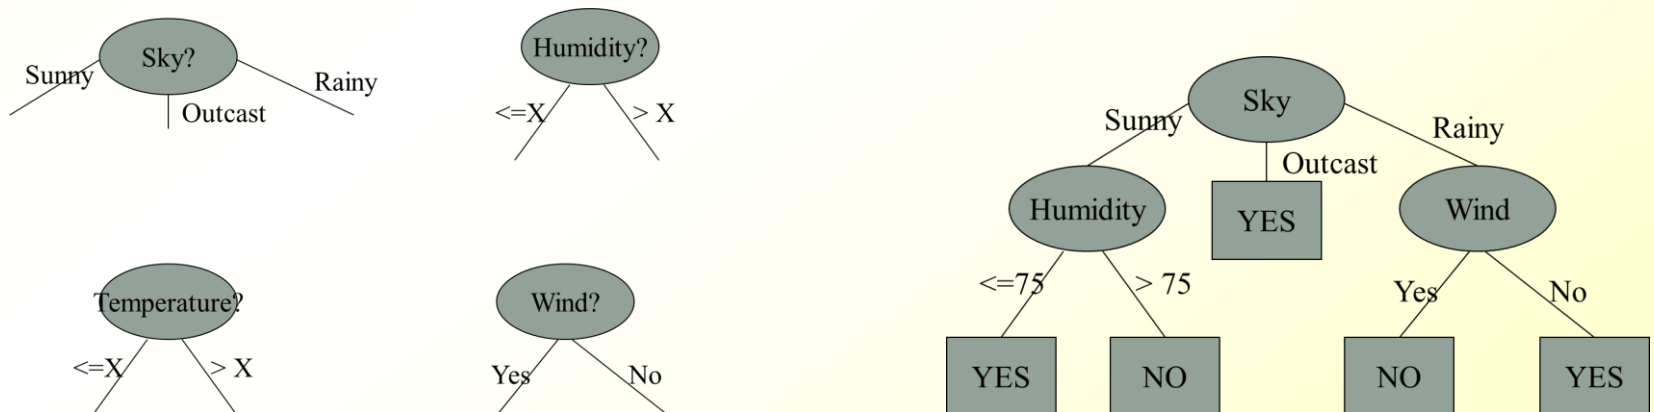 Sky?
Sunny
Outcast
Rainy
Humidity?
<=X
> X
Temperature?
<=X
> X
Wind?
Yes
No
Sky
Sunny
Outcast
Rainy
Humidity
YES
Wind
<=75
> 75
Yes
No
YES
NO
NO
YES